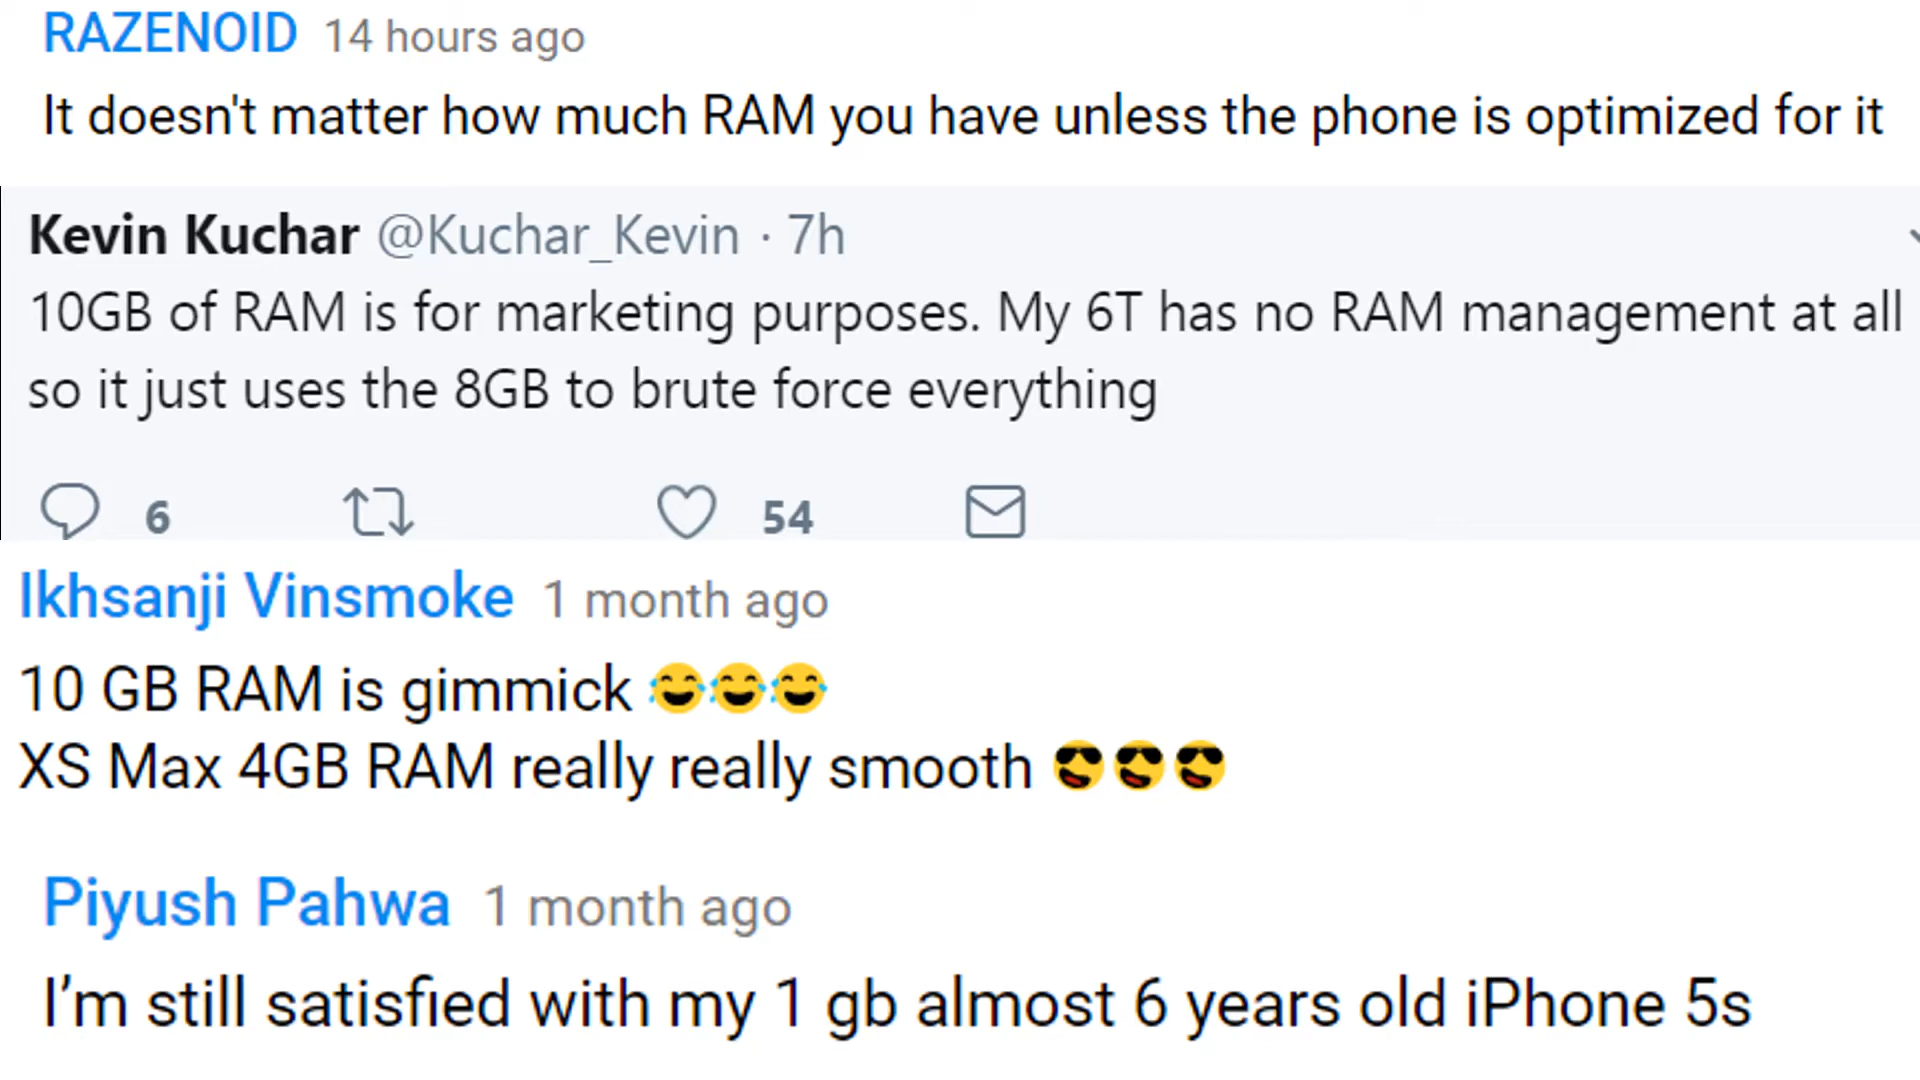 RAZENOID 14 hours ago
It doesn't matter how much RAM you have unless the phone is optimized for it
Kevin Kuchar @Kuchar_Kevin · 7h
10GB of RAM is for marketing purposes. My 6T has no RAM management at all
so it just uses the 8GB to brute force everything
6 54
Ikhsanji Vinsmoke 1 month ago
10 GB RAM is gimmick 😂😂😂
XS Max 4GB RAM really really smooth 😎😎😎
Piyush Pahwa 1 month ago
I’m still satisfied with my 1 gb almost 6 years old iPhone 5s